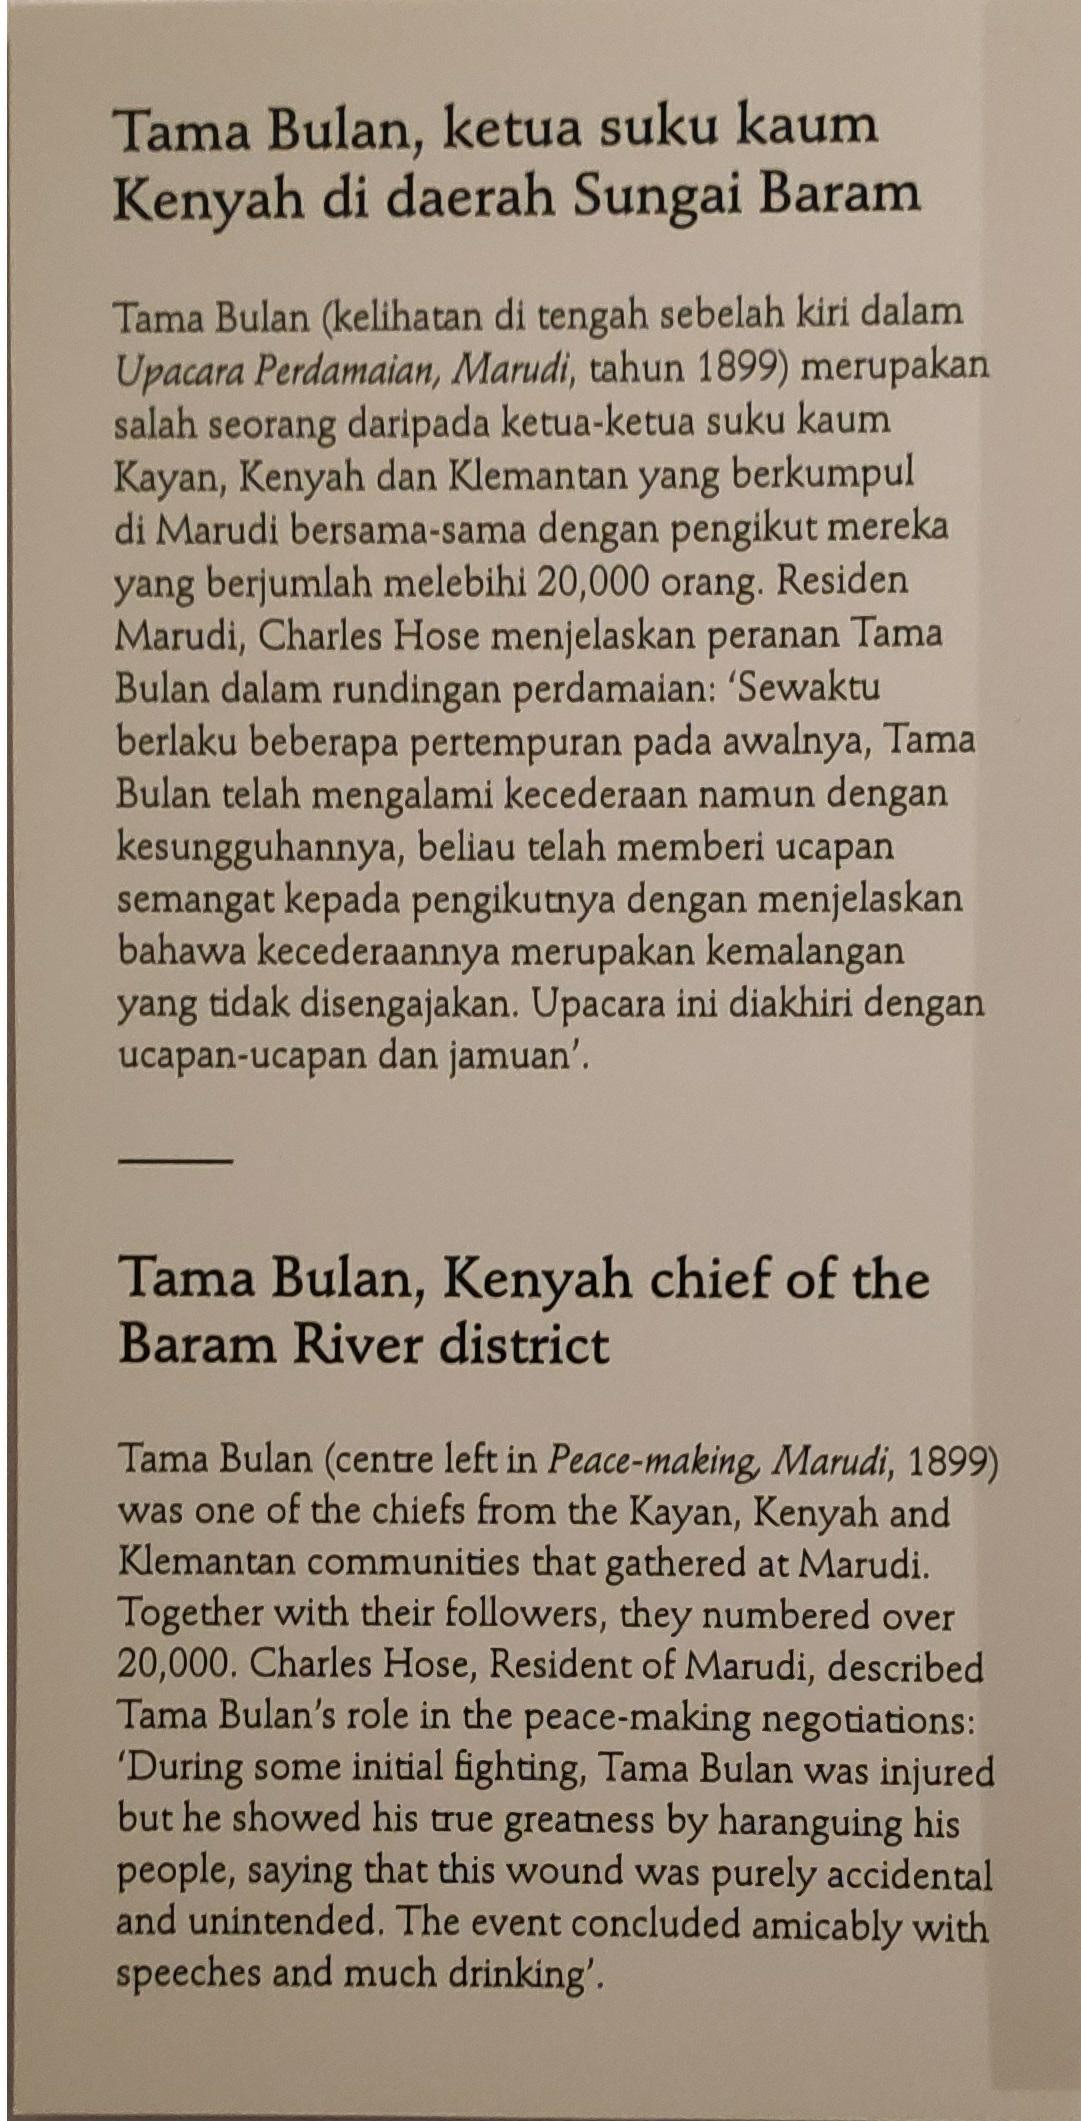 Tama Bulan, ketua suku kaum
Kenyah di daerah Sungai Baram
Tama Bulan (kelihatan di tengah sebelah kiri dalam
Upacara Perdamaian, Marudi, tahun 1899) merupakan
salah seorang daripada ketua-ketua suku kaum
Kayan, Kenyah dan Klemantan yang berkumpul
di Marudi bersama-sama dengan pengikut mereka
yang berjumlah melebihi 20,000 orang. Residen
Marudi, Charles Hose menjelaskan peranan Tama
Bulan dalam rundingan perdamaian: ‘Sewaktu
berlaku beberapa pertempuran pada awalnya, Tama
Bulan telah mengalami kecederaan namun dengan
kesungguhannya, beliau telah memberi ucapan
semangat kepada pengikutnya dengan menjelaskan
bahawa kecederaannya merupakan kemalangan
yang tidak disengajakan. Upacara ini diakhiri dengan
ucapan-ucapan dan jamuan’.
Tama Bulan, Kenyah chief of the
Baram River district
Tama Bulan (centre left in Peace-making, Marudi, 1899)
was one of the chiefs from the Kayan, Kenyah and
Klemantan communities that gathered at Marudi.
Together with their followers, they numbered over
20,000. Charles Hose, Resident of Marudi, described
Tama Bulan’s role in the peace-making negotiations:
‘During some initial fighting, Tama Bulan was injured
but he showed his true greatness by haranguing his
people, saying that this wound was purely accidental
and unintended. The event concluded amicably with
speeches and much drinking’.